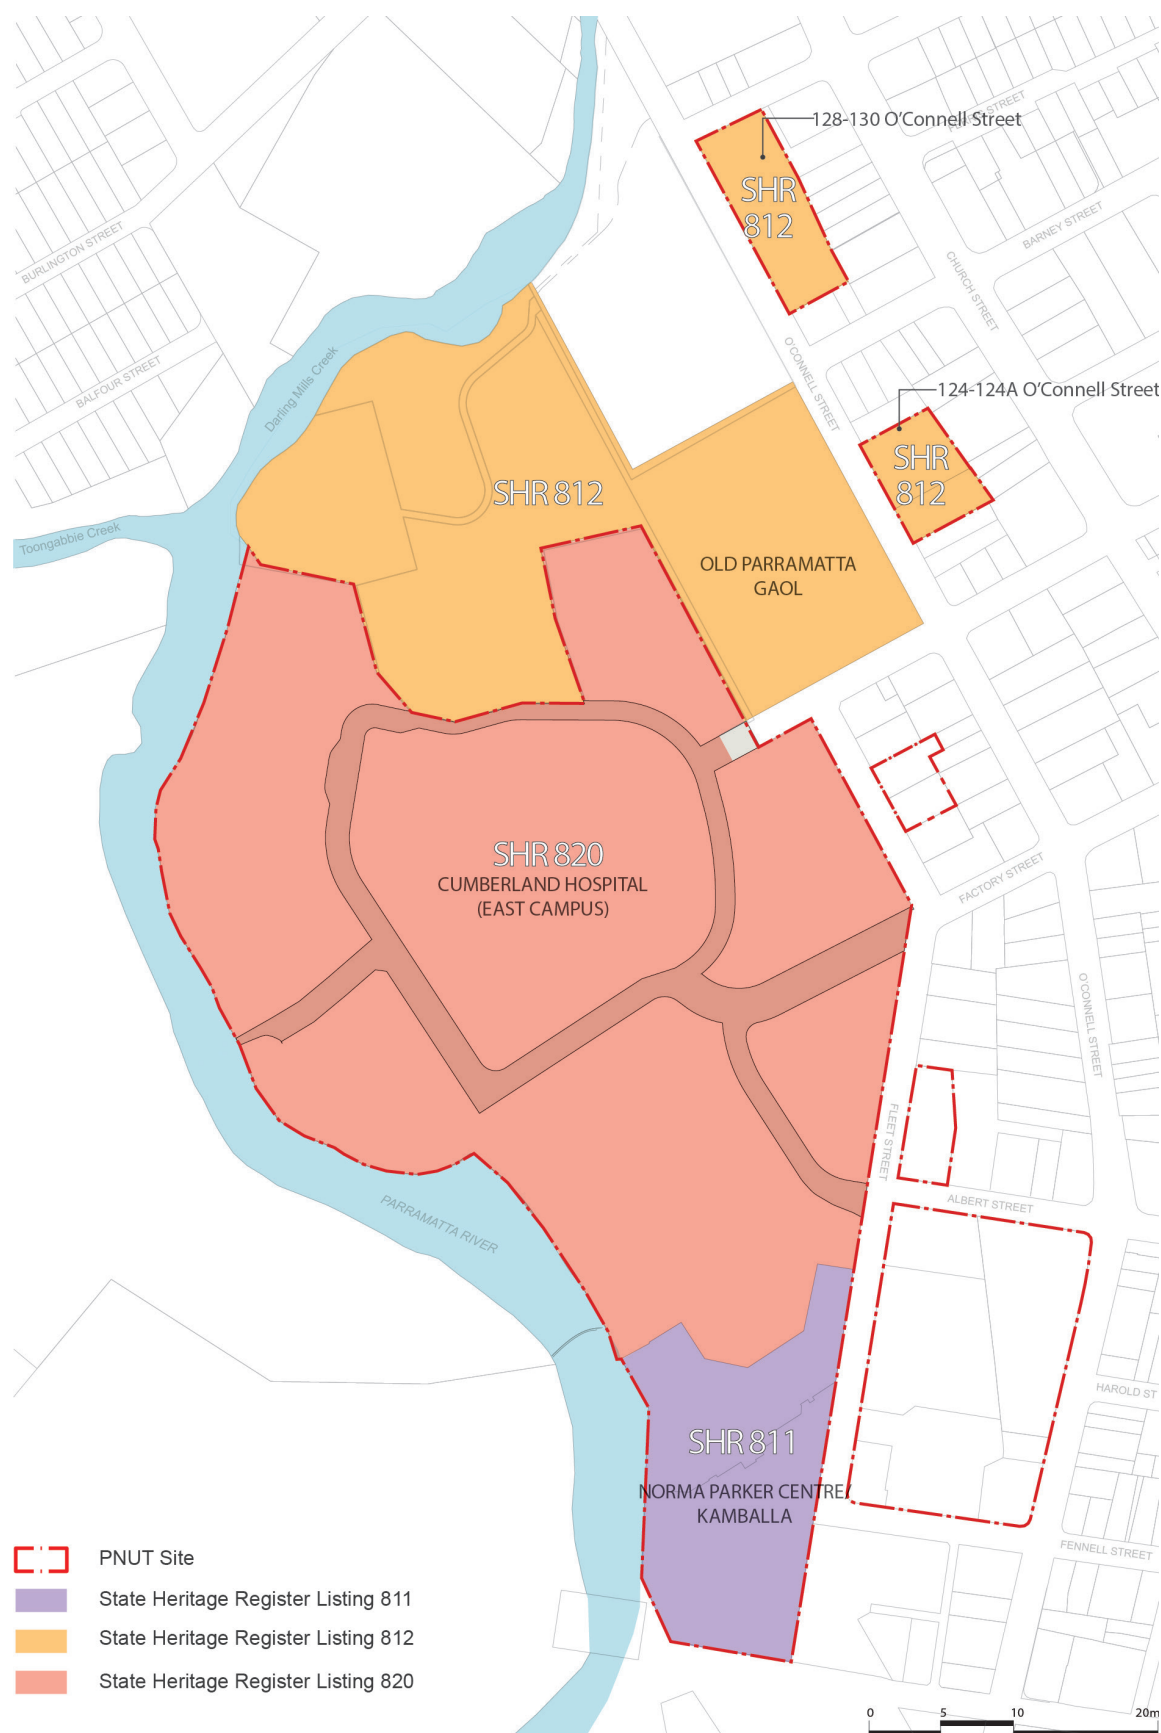 128-130 O'Connell Street
SHR
812
BARNEY STREET
BURLINGTON STREET
CHURCH STREET
O'CONNELL STREET
BALFOUR STREET
Darling Mills Creek
124-124A O'Connell Street
SHR
812
SHR 812
Toongabbie Creek
OLD PARRAMATTA
GAOL
SHR 820
CUMBERLAND HOSPITAL
(EAST CAMPUS)
FACTORY STREET
O'CONNELL STREET
FLEET STREET
ALBERT STREET
PARRAMATTA RIVER
HAROLD ST
SHR 811
NORMA PARKER CENTRE/
KAMBALLA
FENNELL STREET
PNUT Site
State Heritage Register Listing 811
State Heritage Register Listing 812
State Heritage Register Listing 820
0 5 10 20m